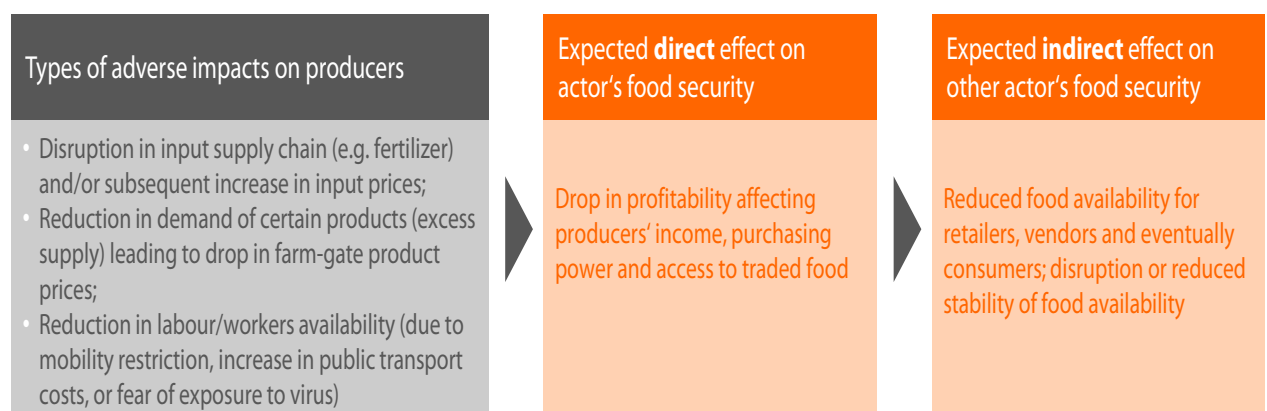 Types of adverse impacts on producers
• Disruption in input supply chain (e.g. fertilizer)
and/or subsequent increase in input prices;
• Reduction in demand of certain products (excess
supply) leading to drop in farm-gate product
prices;
• Reduction in labour/workers availability (due to
mobility restriction, increase in public transport
costs, or fear of exposure to virus)
Expected direct effect on
actor‘s food security
Drop in profitability affecting
producers‘ income, purchasing
power and access to traded food
Expected indirect effect on
other actor‘s food security
Reduced food availability for
retailers, vendors and eventually
consumers; disruption or reduced
stability of food availability